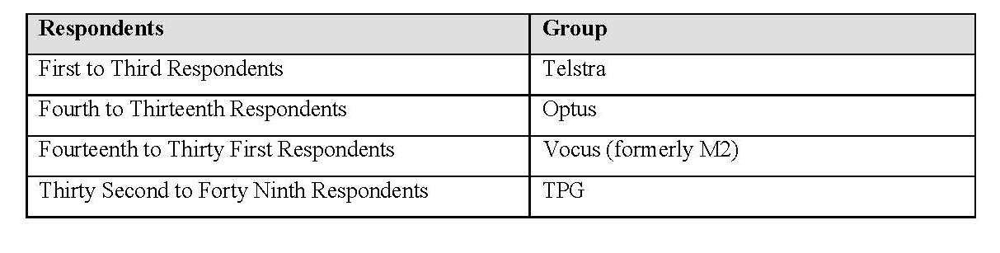 Respondents Group
First to Third Respondents Telstra
Fourth to Thirteenth Respondents Optus
Fourteenth to Thirty First Respondents Vocus (formerly M2)
Thirty Second to Forty Ninth Respondents TPG